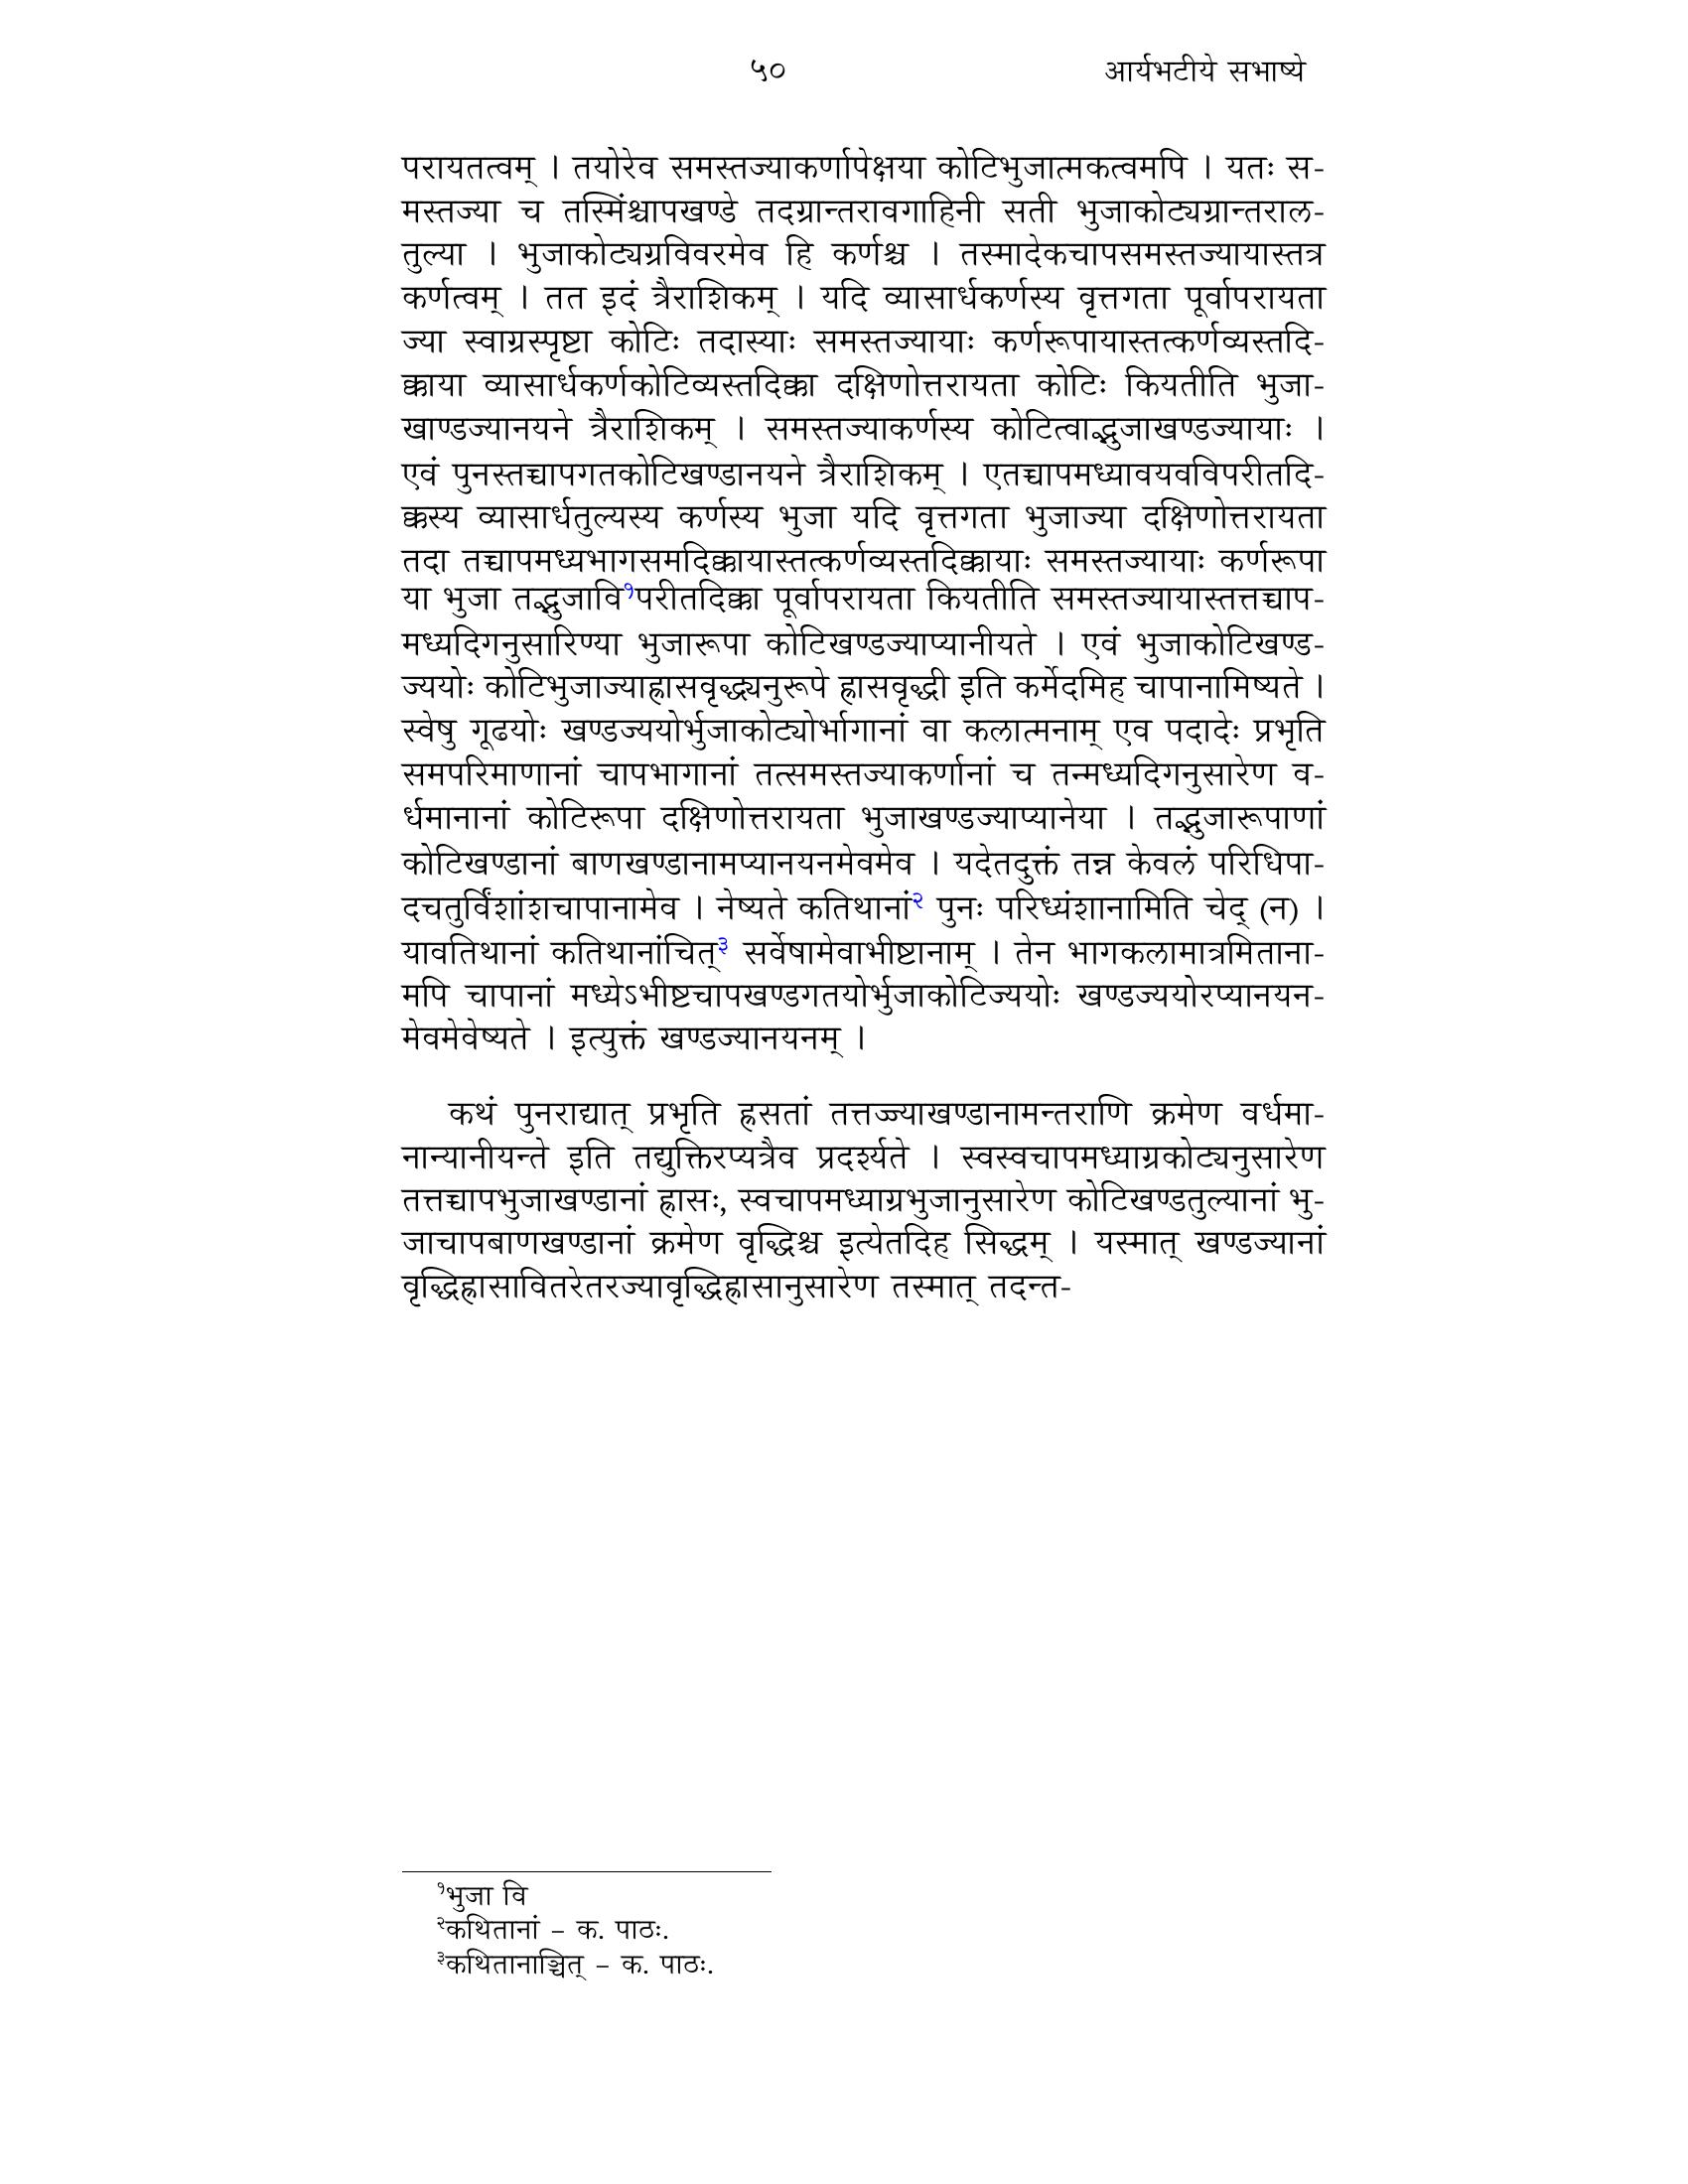 ५० आर्यभटीये सभाष्ये
परायतत्वम् । तयोरेव समस्तज्याकर्णापेक्षया कोटिभुजात्मकत्वमपि । यतः स-
मस्तज्या च तस्मिंश्चापखण्डे तदग्रान्तरावगाहिनी सती भुजाकोट्यग्रान्तराल-
तुल्या । भुजाकोट्यग्रविवरमेव हि कर्णश्च । तस्मादेकचापसमस्तज्यायास्तत्र
कर्णत्वम् । तत इदं त्रैराशिकम् । यदि व्यासार्धकर्णस्य वृत्तगता पूर्वापरायता
ज्या स्वाग्रस्पृष्टा कोटिः तदास्याः समस्तज्यायाः कर्णरूपायास्तत्कर्णव्यस्तदि-
क्काया व्यासार्धकर्णकोटिव्यस्तदिक्का दक्षिणोत्तरायता कोटिः कियतीति भुजा-
खाण्डज्यानयने त्रैराशिकम् । समस्तज्याकर्णस्य कोटित्वाद्भुजाखण्डज्यायाः ।
एवं पुनस्तच्चापगतकोटिखण्डानयने त्रैराशिकम् । एतच्चापमध्यावयवविपरीतदि-
क्कस्य व्यासार्धतुल्यस्य कर्णस्य भुजा यदि वृत्तगता भुजाज्या दक्षिणोत्तरायता
तदा तच्चापमध्यभागसमदिक्कायास्तत्कर्णव्यस्तदिक्कायाः समस्तज्यायाः कर्णरूपा
या भुजा तद्भुजावि१परीतदिक्का पूर्वापरायता कियतीति समस्तज्यायास्तत्तच्चाप-
मध्यदिगनुसारिण्या भुजारूपा कोटिखण्डज्याप्यानीयते । एवं भुजाकोटिखण्ड-
ज्ययोः कोटिभुजाज्याह्रासवृद्ध्यनुरूपे ह्रासवृद्धी इति कर्मेदमिह चापानामिष्यते ।
स्वेषु गूढयोः खण्डज्ययोर्भुजाकोट्योर्भागानां वा कलात्मनाम् एव पदादेः प्रभृति
समपरिमाणानां चापभागानां तत्समस्तज्याकर्णानां च तन्मध्यदिगनुसारेण व-
र्धमानानां कोटिरूपा दक्षिणोत्तरायता भुजाखण्डज्याप्यानेया । तद्भुजारूपाणां
कोटिखण्डानां बाणखण्डानामप्यानयनमेवमेव । यदेतदुक्तं तन्न केवलं परिधिपा-
दचतुर्विंशांशचापानामेव । नेष्यते कतिथानां२ पुनः परिध्यंशानामिति चेद् (न) ।
यावतिथानां कतिथानांचित्३ सर्वेषामेवाभीष्टानाम् । तेन भागकलामात्रमिताना-
मपि चापानां मध्येऽभीष्टचापखण्डगतयोर्भुजाकोटिज्ययोः खण्डज्ययोरप्यानयन-
मेवमेवेष्यते । इत्युक्तं खण्डज्यानयनम् ।
कथं पुनराद्यात् प्रभृति ह्रसतां तत्तज्ज्याखण्डानामन्तराणि क्रमेण वर्धमा-
नान्यानीयन्ते इति तद्युक्तिरप्यत्रैव प्रदर्श्यते । स्वस्वचापमध्याग्रकोट्यनुसारेण
तत्तच्चापभुजाखण्डानां ह्रासः, स्वचापमध्याग्रभुजानुसारेण कोटिखण्डतुल्यानां भु-
जाचापबाणखण्डानां क्रमेण वृद्धिश्च इत्येतदिह सिद्धम् । यस्मात् खण्डज्यानां
वृद्धिह्रासावितरेतरज्यावृद्धिह्रासानुसारेण तस्मात् तदन्त-
१भुजा वि
२कथितानां – क. पाठः.
३कथितानाञ्चित् – क. पाठः.